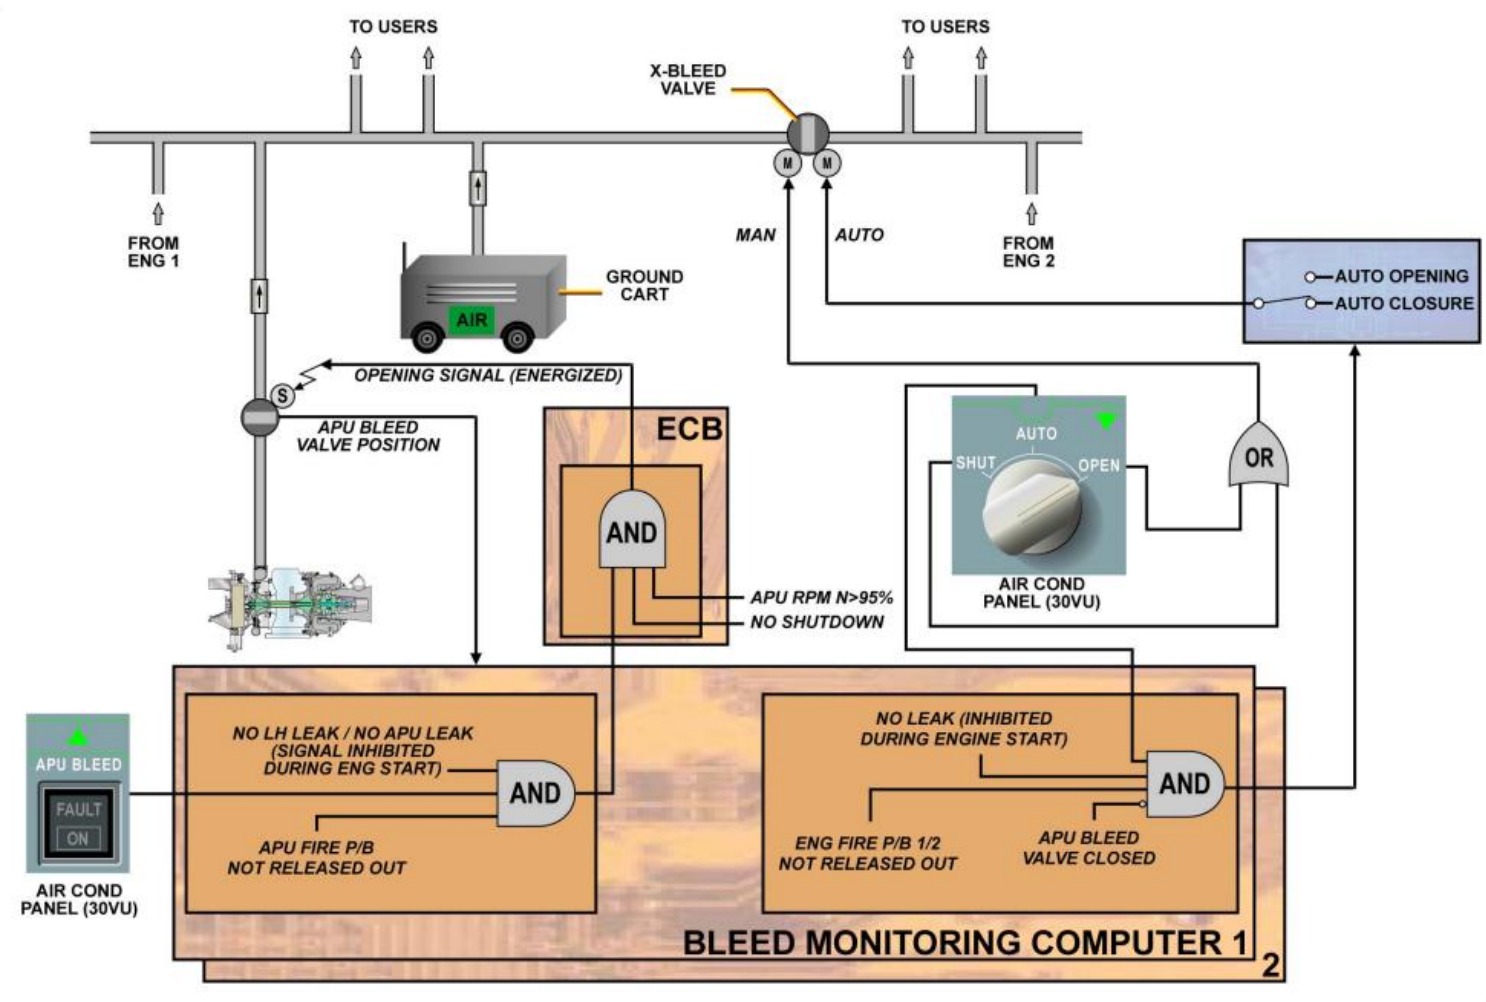 TO USERS
TO USERS
X-BLEED
VALVE
M
M
MAN
AUTO
FROM
ENG 1
FROM
ENG 2
GROUND
CART
AIR
AUTO OPENING
AUTO CLOSURE
OPENING SIGNAL (ENERGIZED)
S
APU BLEED
VALVE POSITION
ECB
AND
APU RPM N>95%
NO SHUTDOWN
AUTO
SHUT
OPEN
OR
AIR COND
PANEL (30VU)
APU BLEED
FAULT
ON
AIR COND
PANEL (30VU)
NO LH LEAK / NO APU LEAK
(SIGNAL INHIBITED
DURING ENG START)
AND
APU FIRE P/B
NOT RELEASED OUT
NO LEAK (INHIBITED
DURING ENGINE START)
AND
ENG FIRE P/B 1/2
NOT RELEASED OUT
APU BLEED
VALVE CLOSED
BLEED MONITORING COMPUTER 1
2